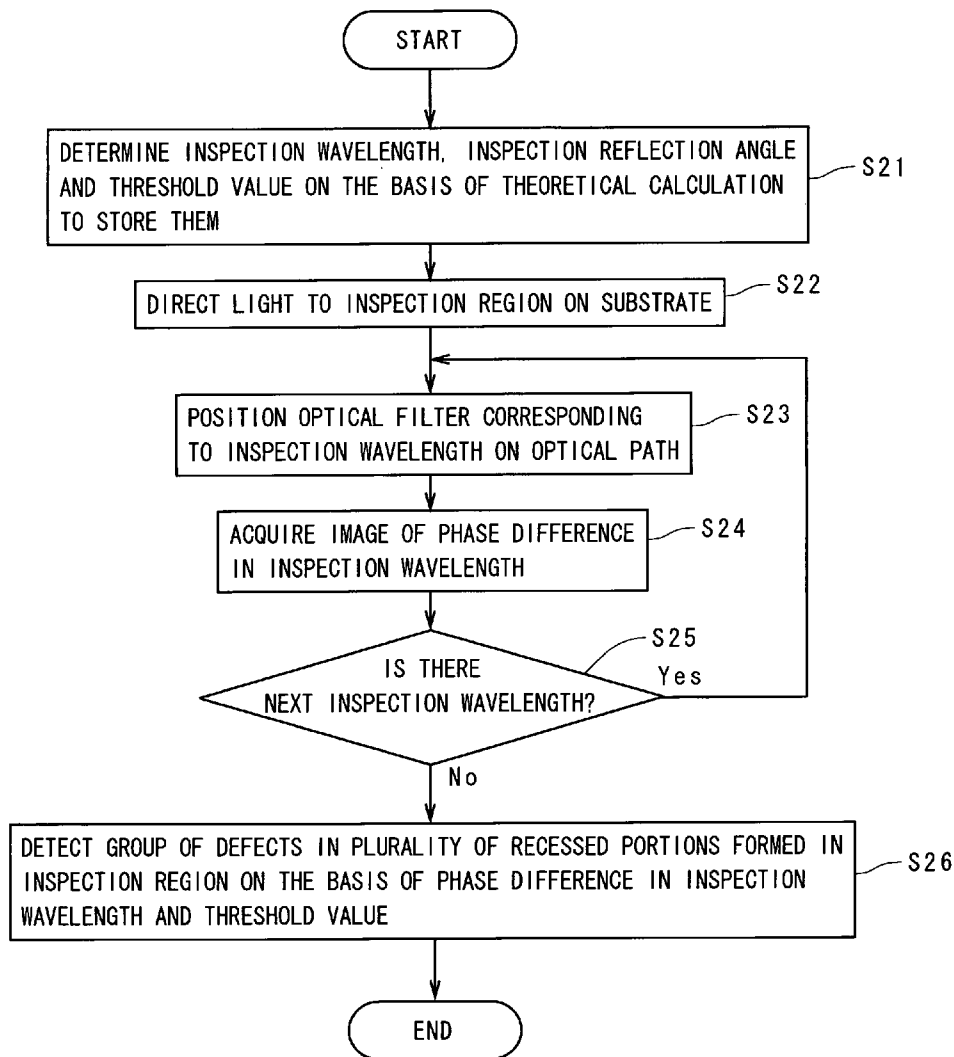 START
DETERMINE INSPECTION WAVELENGTH, INSPECTION REFLECTION ANGLE
AND THRESHOLD VALUE ON THE BASIS OF THEORETICAL CALCULATION
TO STORE THEM
S21
DIRECT LIGHT TO INSPECTION REGION ON SUBSTRATE
S22
POSITION OPTICAL FILTER CORRESPONDING
TO INSPECTION WAVELENGTH ON OPTICAL PATH
S23
ACQUIRE IMAGE OF PHASE DIFFERENCE
IN INSPECTION WAVELENGTH
S24
IS THERE
NEXT INSPECTION WAVELENGTH?
S25
Yes
No
DETECT GROUP OF DEFECTS IN PLURALITY OF RECESSED PORTIONS FORMED IN
INSPECTION REGION ON THE BASIS OF PHASE DIFFERENCE IN INSPECTION
WAVELENGTH AND THRESHOLD VALUE
S26
END